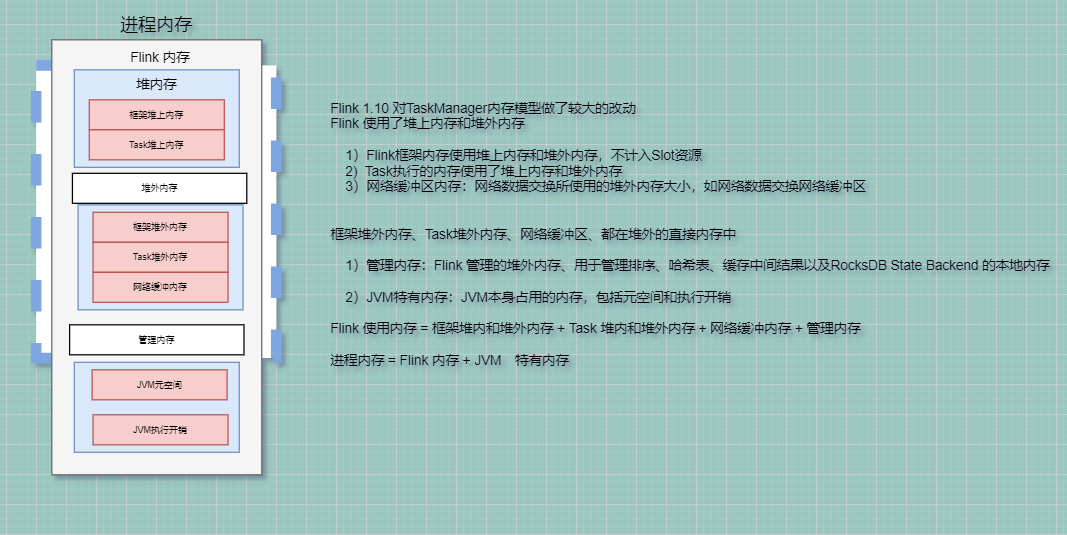 进程内存
Flink 内存
堆内存
框架堆上内存
Task堆上内存
堆外内存
框架堆外内存
Task堆外内存
网络缓冲内存
管理内存
JVM元空间
JVM执行开销
Flink 1.10 对TaskManager内存模型做了较大的改动
Flink 使用了堆上内存和堆外内存
1）Flink框架内存使用堆上内存和堆外内存，不计入Slot资源
2）Task执行的内存使用了堆上内存和堆外内存
3）网络缓冲区内存：网络数据交换所使用的堆外内存大小，如网络数据交换网络缓冲区
框架堆外内存、Task堆外内存、网络缓冲区、都在堆外的直接内存中
1）管理内存：Flink 管理的堆外内存、用于管理排序、哈希表、缓存中间结果以及RocksDB State Backend 的本地内存
2）JVM特有内存：JVM本身占用的内存，包括元空间和执行开销
Flink 使用内存 = 框架堆内和堆外内存 + Task 堆内和堆外内存 + 网络缓冲内存 + 管理内存
进程内存 = Flink 内存 + JVM 特有内存